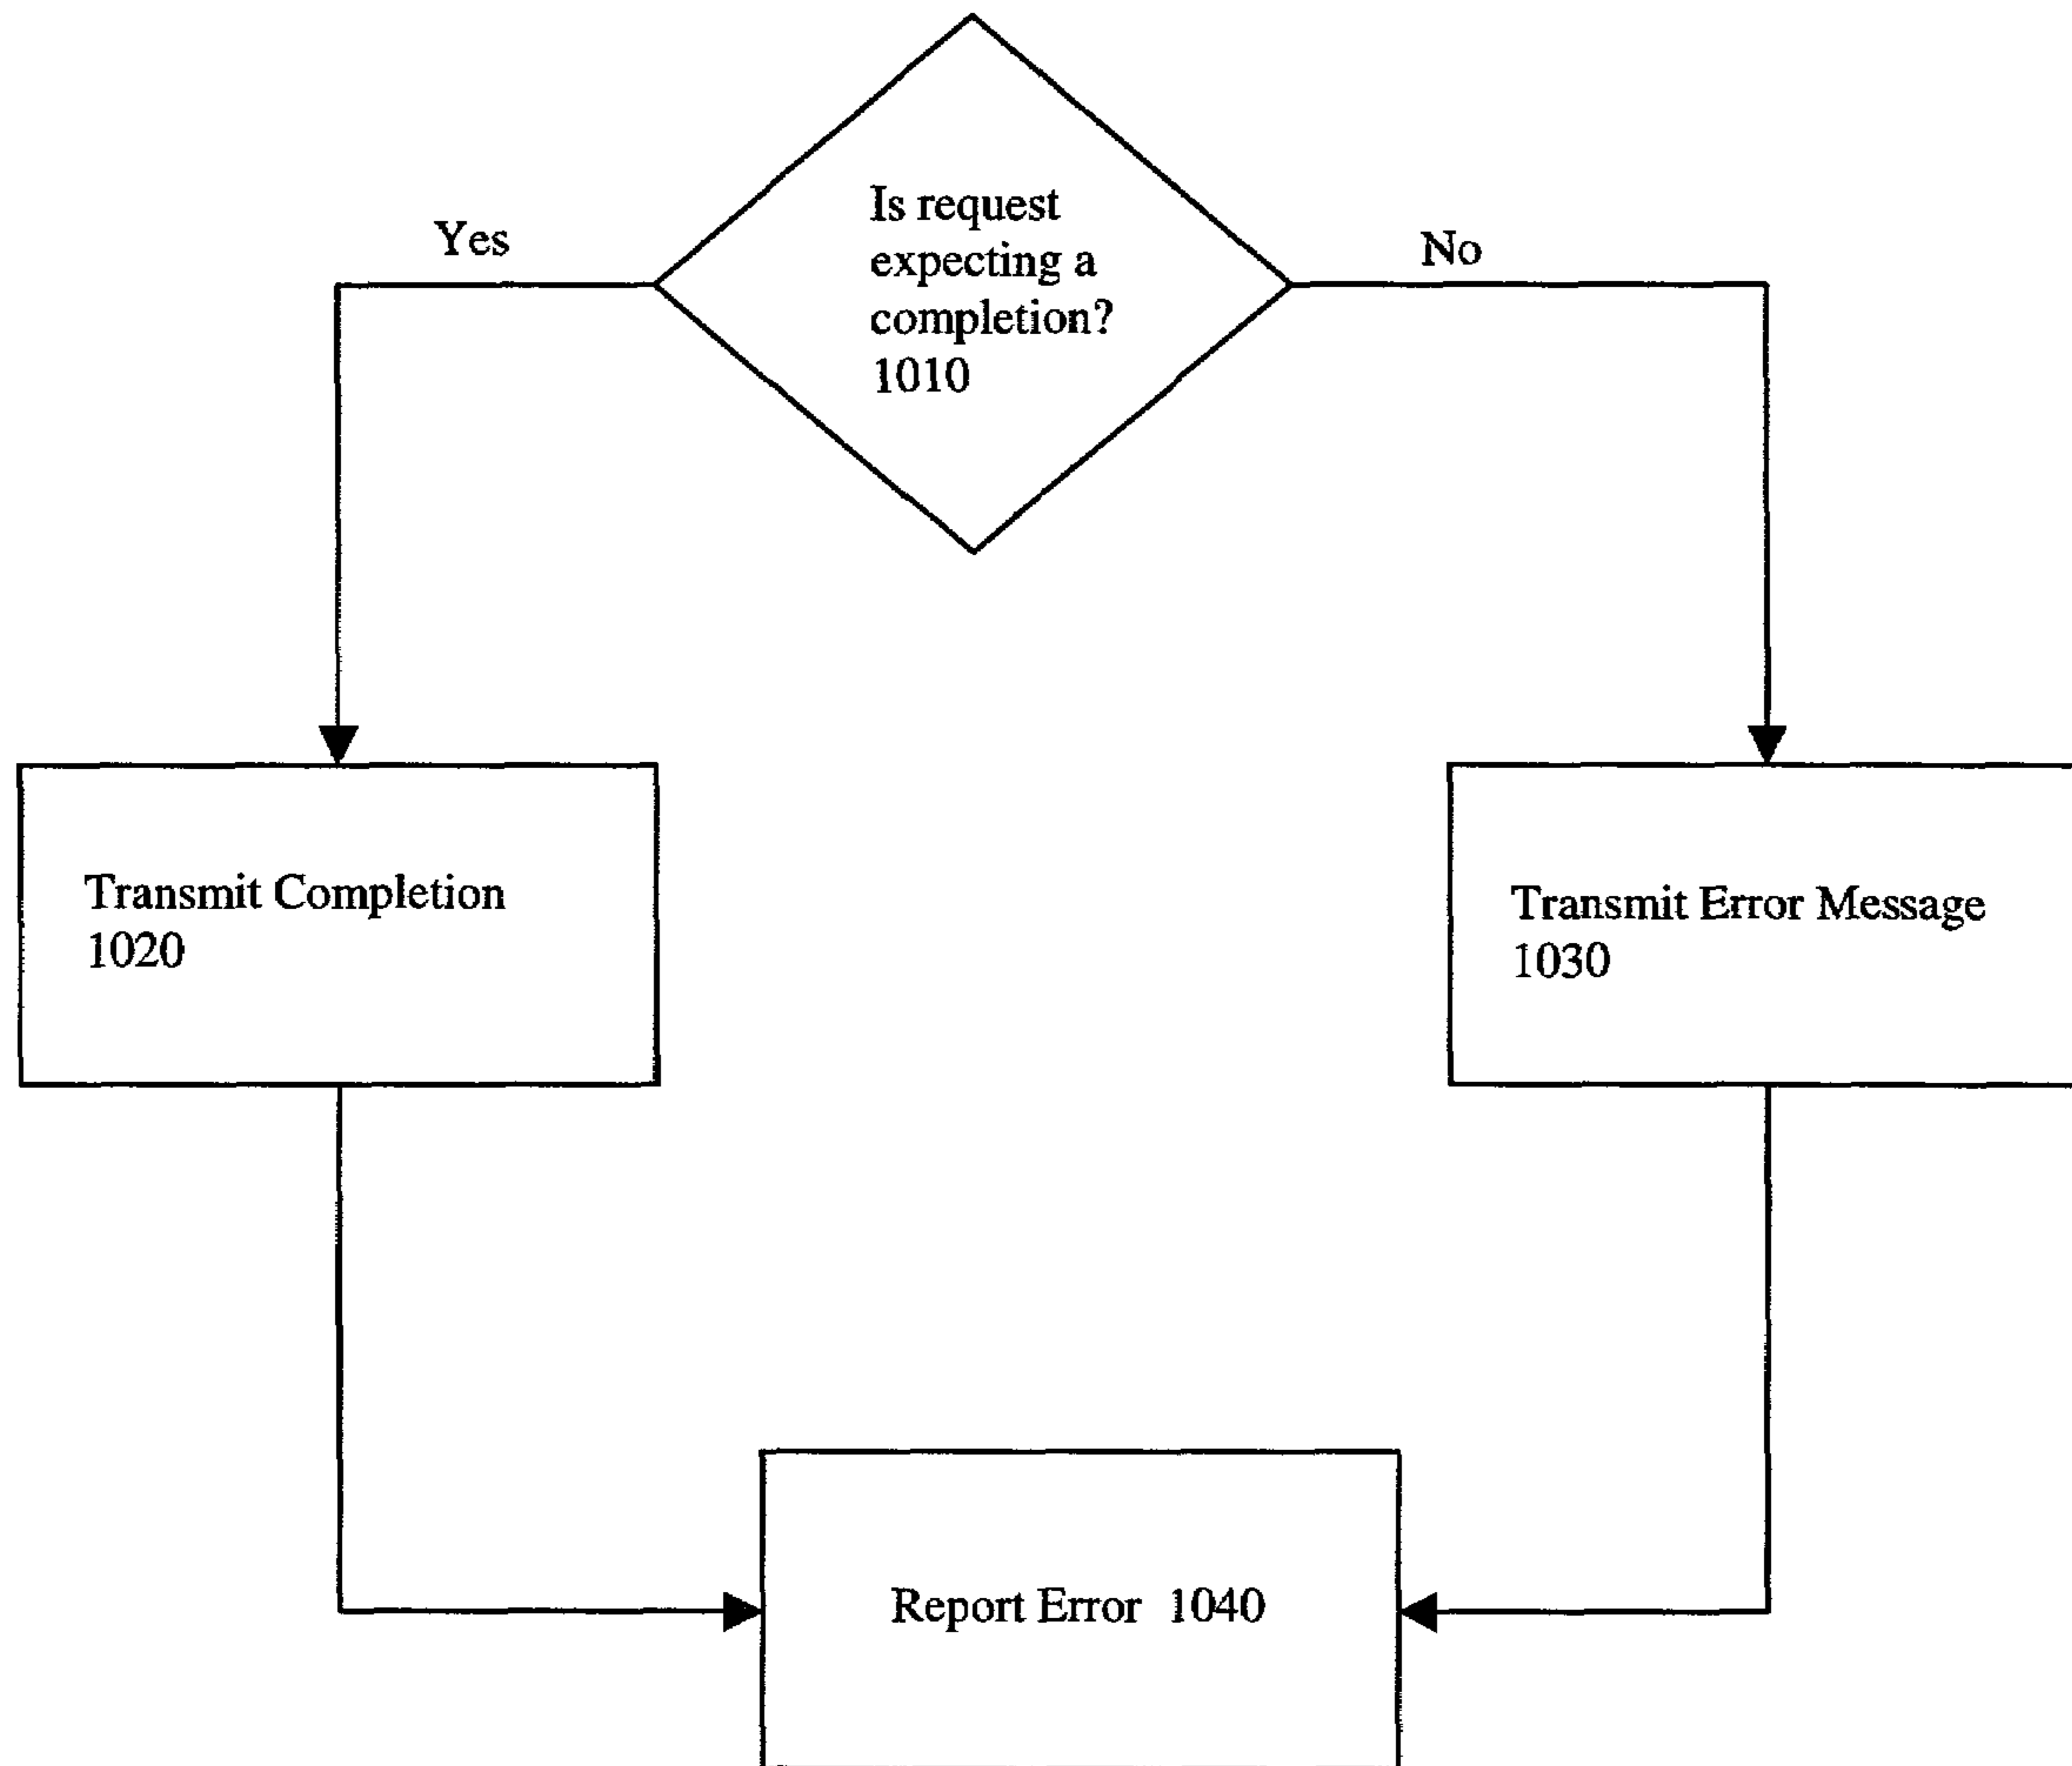 Is request
expecting a
completion?
1010
Yes
No
Transmit Completion
1020
Transmit Error Message
1030
Report Error 1040